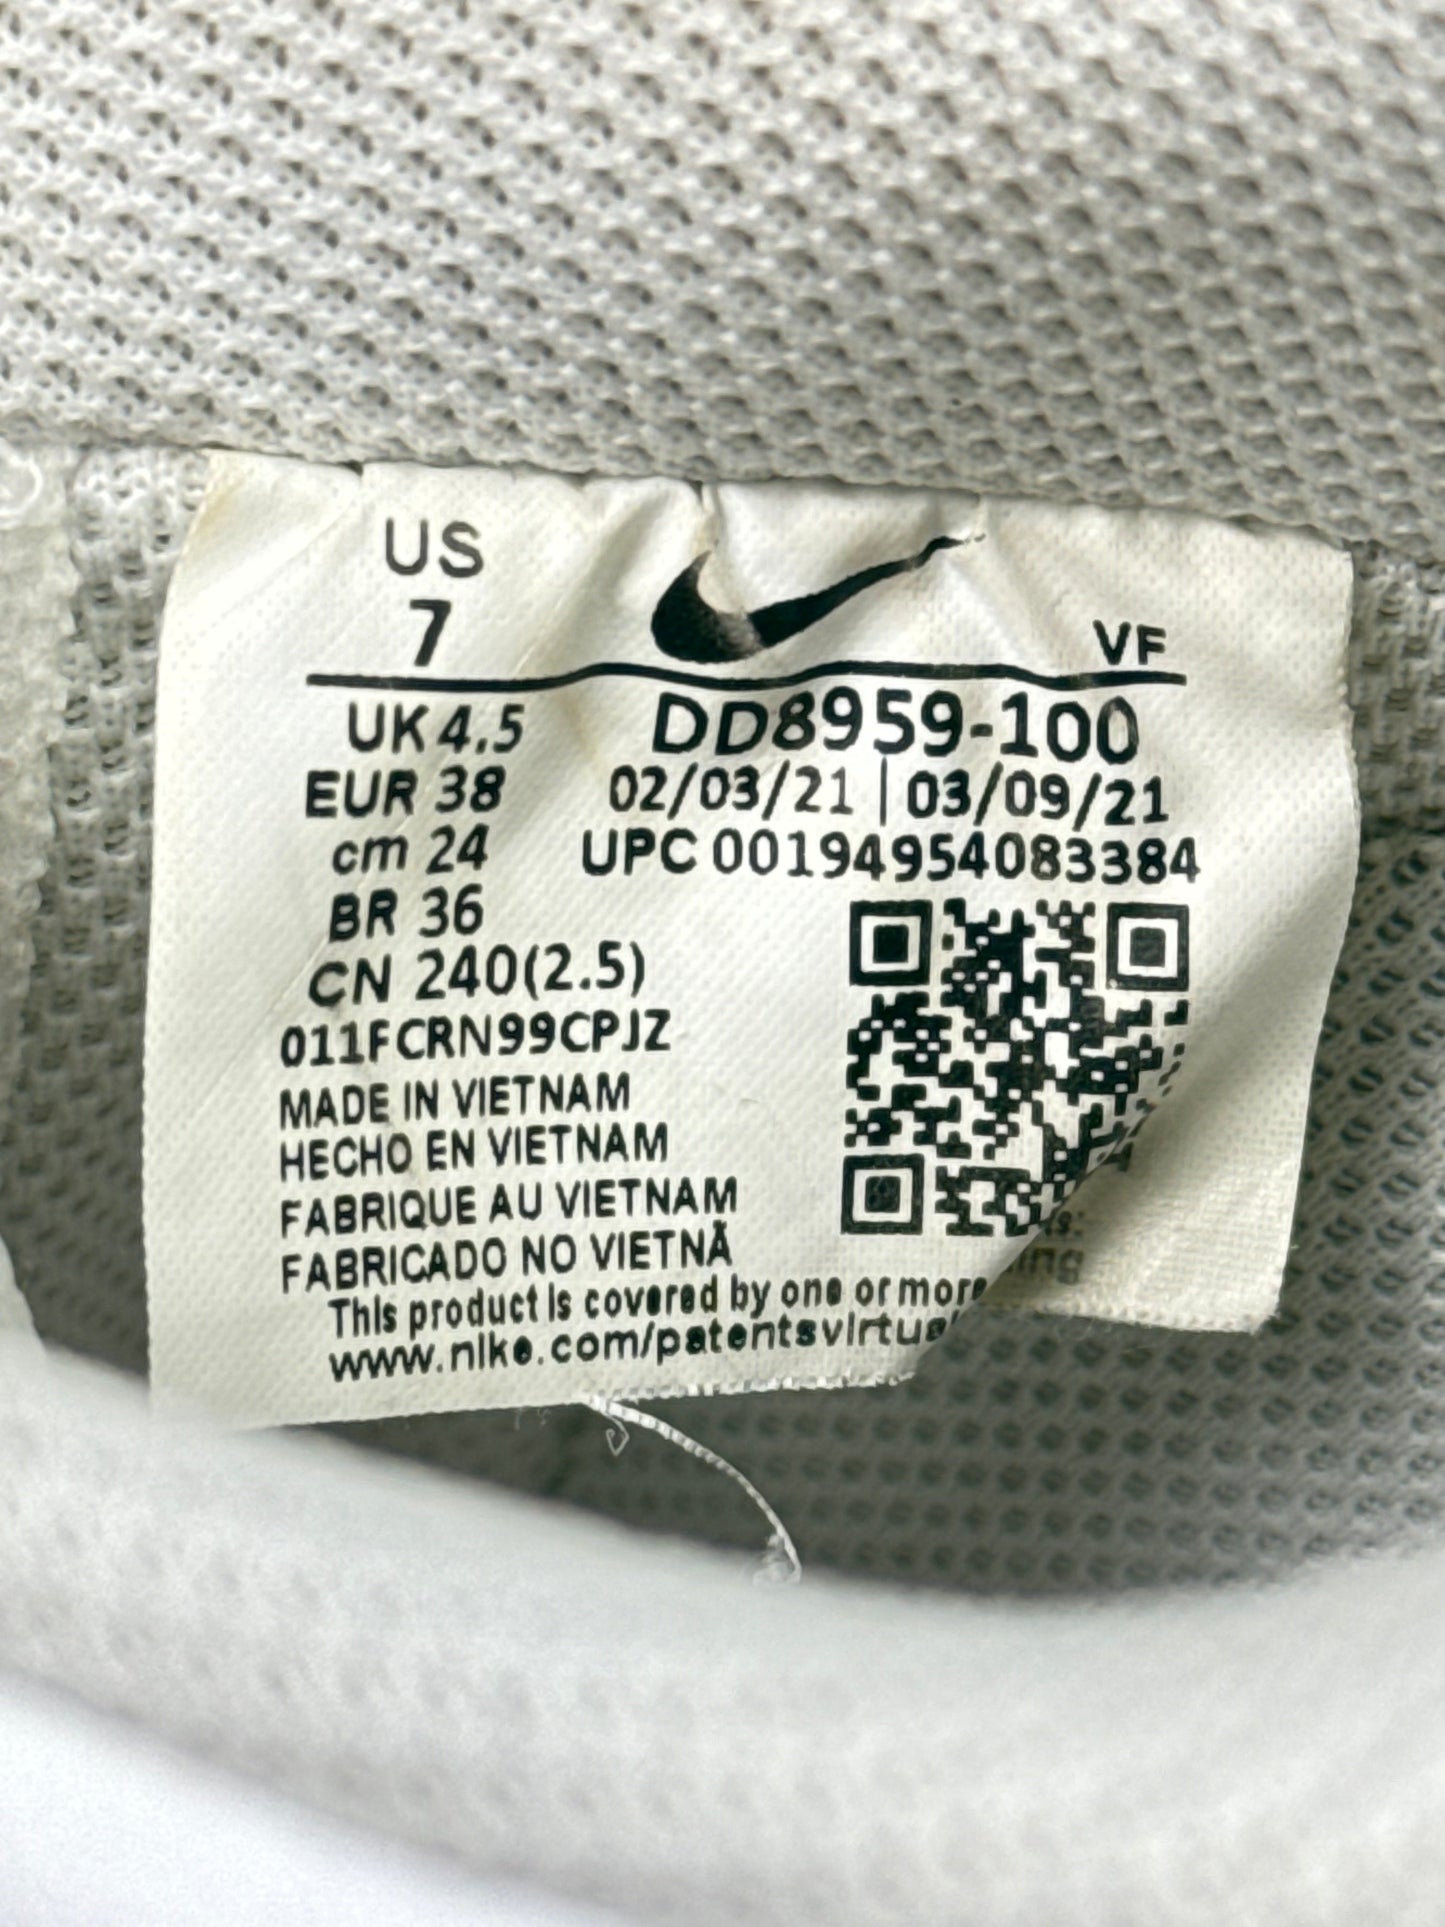 US
7
VF
UK 4.5
DD8959-100
EUR 38
02/03/21 | 03/09/21
cm 24
UPC 00194954083384
BR 36
CN 240(2.5)
011FCRN99CPJZ
MADE IN VIETNAM
HECHO EN VIETNAM
FABRIQUE AU VIETNAM
FABRICADO NO VIETNÃ
This product is covered by one or more
www.nike.com/patentsvirtual